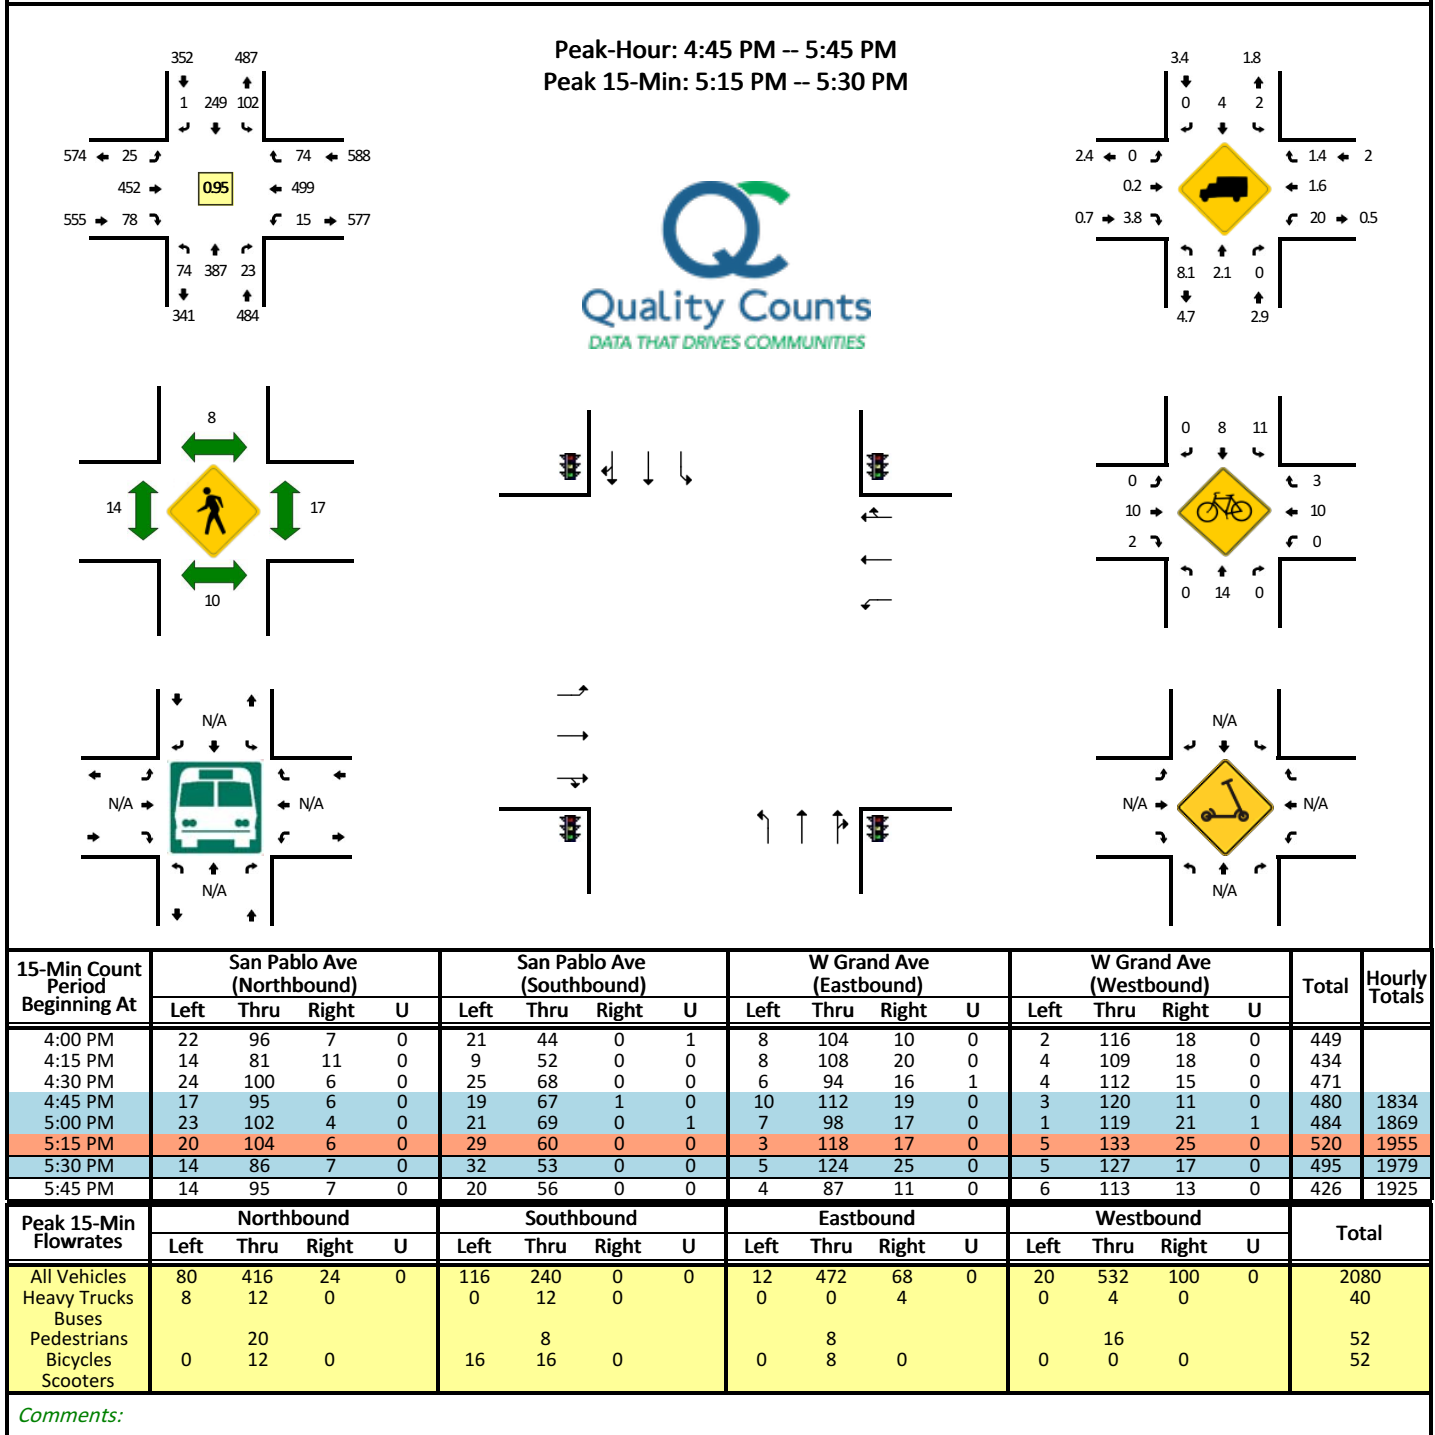 Peak-Hour: 4:45 PM -- 5:45 PM
Peak 15-Min: 5:15 PM -- 5:30 PM
352 487
1 249 102
574 25 74 588
452 0.95 499
555 78 15 577
74 387 23
341 484
Quality Counts
DATA THAT DRIVES COMMUNITIES
3.4 1.8
0 4 2
2.4 0 1.4 2
0.2 1.6
0.7 3.8 20 0.5
8.1 2.1 0
4.7 2.9
8
14 17
10
0 8 11
0 3
10 10
2 0
0 14 0
N/A
N/A N/A
N/A
N/A
N/A N/A
N/A
15-Min Count Period Beginning At San Pablo Ave (Northbound) San Pablo Ave (Southbound) W Grand Ave (Eastbound) W Grand Ave (Westbound) Total Hourly Totals
Left Thru Right U Left Thru Right U Left Thru Right U Left Thru Right U
4:00 PM 22 96 7 0 21 44 0 1 8 104 10 0 2 116 18 0 449
4:15 PM 14 81 11 0 9 52 0 0 8 108 20 0 4 109 18 0 434
4:30 PM 24 100 6 0 25 68 0 0 6 94 16 1 4 112 15 0 471
4:45 PM 17 95 6 0 19 67 1 0 10 112 19 0 3 120 11 0 480 1834
5:00 PM 23 102 4 0 21 69 0 1 7 98 17 0 1 119 21 1 484 1869
5:15 PM 20 104 6 0 29 60 0 0 3 118 17 0 5 133 25 0 520 1955
5:30 PM 14 86 7 0 32 53 0 0 5 124 25 0 5 127 17 0 495 1979
5:45 PM 14 95 7 0 20 56 0 0 4 87 11 0 6 113 13 0 426 1925
Peak 15-Min Flowrates Northbound Southbound Eastbound Westbound Total
Left Thru Right U Left Thru Right U Left Thru Right U Left Thru Right U
All Vehicles 80 416 24 0 116 240 0 0 12 472 68 0 20 532 100 0 2080
Heavy Trucks 8 12 0 0 12 0 0 0 4 0 4 0 40
Buses
Pedestrians 20 8 8 16 52
Bicycles 0 12 0 16 16 0 0 8 0 0 0 0 52
Scooters
Comments: